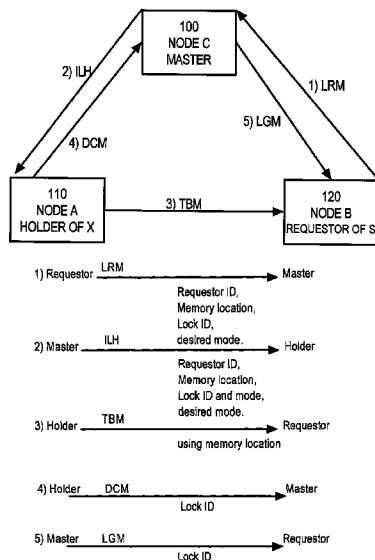 100
NODE C
MASTER
2) ILH
1) LRM
4) DCM
5) LGM
110
NODE A
HOLDER OF X
3) TBM
120
NODE B
REQUESTOR OF S
1) Requestor LRM Master
Requestor ID,
Memory location,
Lock ID,
desired mode.
2) Master ILH Holder
Requestor ID,
Memory location,
Lock ID and mode,
desired mode.
3) Holder TBM Requestor
using memory location
4) Holder DCM Master
Lock ID
5) Master LGM Requestor
Lock ID